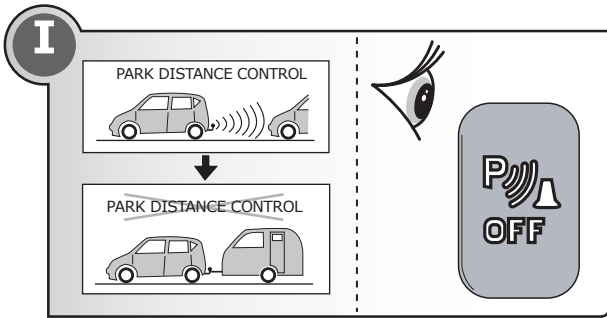 I
PARK DISTANCE CONTROL
PARK DISTANCE CONTROL
P
OFF